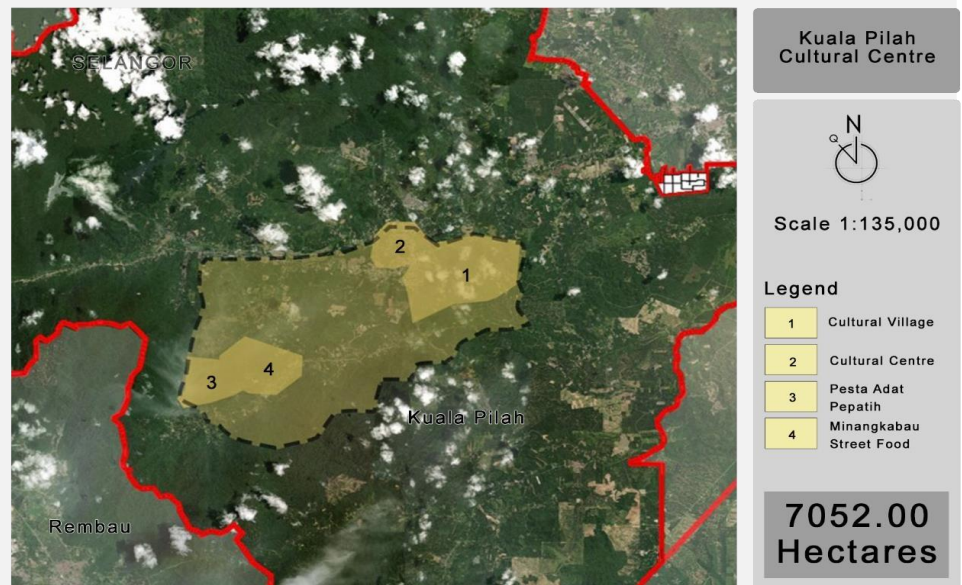 SELANGOR
2
1
3
4
Kuala Pilah
Rembau
Kuala Pilah
Cultural Centre
N
Scale 1:135,000
Legend
1 Cultural Village
2 Cultural Centre
3 Pesta Adat
Pepatih
4 Minangkabau
Street Food
7052.00
Hectares